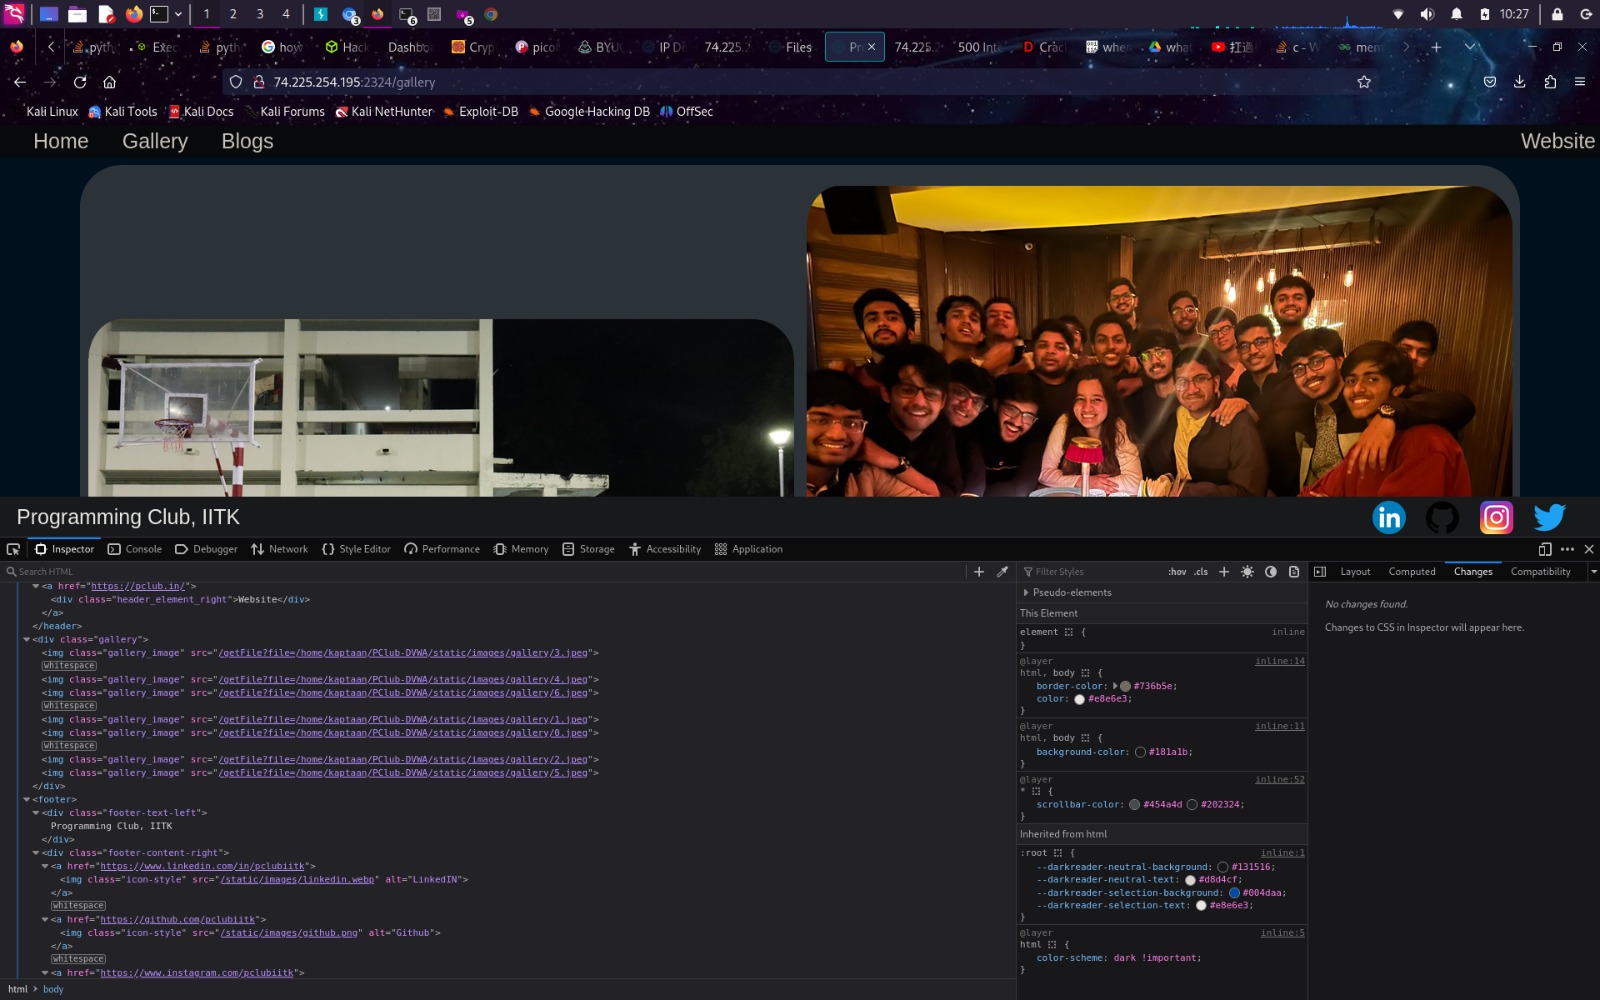 1 2 3 4 3 6 5 10:27
pyth Exec pyth how Hack Dashbo Cryp pico BYU IP D 74.225. Files Pr 74.225. 500 Inte Crac wher what c - W mem
74.225.254.195:2324/gallery
Kali Linux Kali Tools Kali Docs Kali Forums Kali NetHunter Exploit-DB Google Hacking DB OffSec
Home Gallery Blogs Website
Programming Club, IITK
Inspector Console Debugger Network Style Editor Performance Memory Storage Accessibility Application
Search HTML
Filter Styles :hov .cls
Layout Computed Changes Compatibility
<a href="https://pclub.in/">
<div class="header_element_right">Website</div>
</a>
</header>
<div class="gallery">
<img class="gallery_image" src="/getFile?file=/home/kaptaan/PClub-DVWA/static/images/gallery/3.jpeg">
whitespace
<img class="gallery_image" src="/getFile?file=/home/kaptaan/PClub-DVWA/static/images/gallery/4.jpeg">
<img class="gallery_image" src="/getFile?file=/home/kaptaan/PClub-DVWA/static/images/gallery/6.jpeg">
whitespace
<img class="gallery_image" src="/getFile?file=/home/kaptaan/PClub-DVWA/static/images/gallery/1.jpeg">
<img class="gallery_image" src="/getFile?file=/home/kaptaan/PClub-DVWA/static/images/gallery/0.jpeg">
whitespace
<img class="gallery_image" src="/getFile?file=/home/kaptaan/PClub-DVWA/static/images/gallery/2.jpeg">
<img class="gallery_image" src="/getFile?file=/home/kaptaan/PClub-DVWA/static/images/gallery/5.jpeg">
</div>
<footer>
<div class="footer-text-left">
Programming Club, IITK
</div>
<div class="footer-content-right">
<a href="https://www.linkedin.com/in/pclubiitk">
<img class="icon-style" src="/static/images/linkedin.webp" alt="LinkedIN">
</a>
whitespace
<a href="https://github.com/pclubiitk">
<img class="icon-style" src="/static/images/github.png" alt="Github">
</a>
whitespace
<a href="https://www.instagram.com/pclubiitk">
html > body
Pseudo-elements
This Element
element { inline
}
@layer inline:14
html, body {
border-color: #736b5e;
color: #e8e6e3;
}
@layer inline:11
html, body {
background-color: #181a1b;
}
@layer inline:52
* {
scrollbar-color: #454a4d #202324;
}
Inherited from html
:root { inline:1
--darkreader-neutral-background: #131516;
--darkreader-neutral-text: #d8d4cf;
--darkreader-selection-background: #004daa;
--darkreader-selection-text: #e8e6e3;
}
@layer inline:5
html {
color-scheme: dark !important;
}
No changes found.
Changes to CSS in Inspector will appear here.